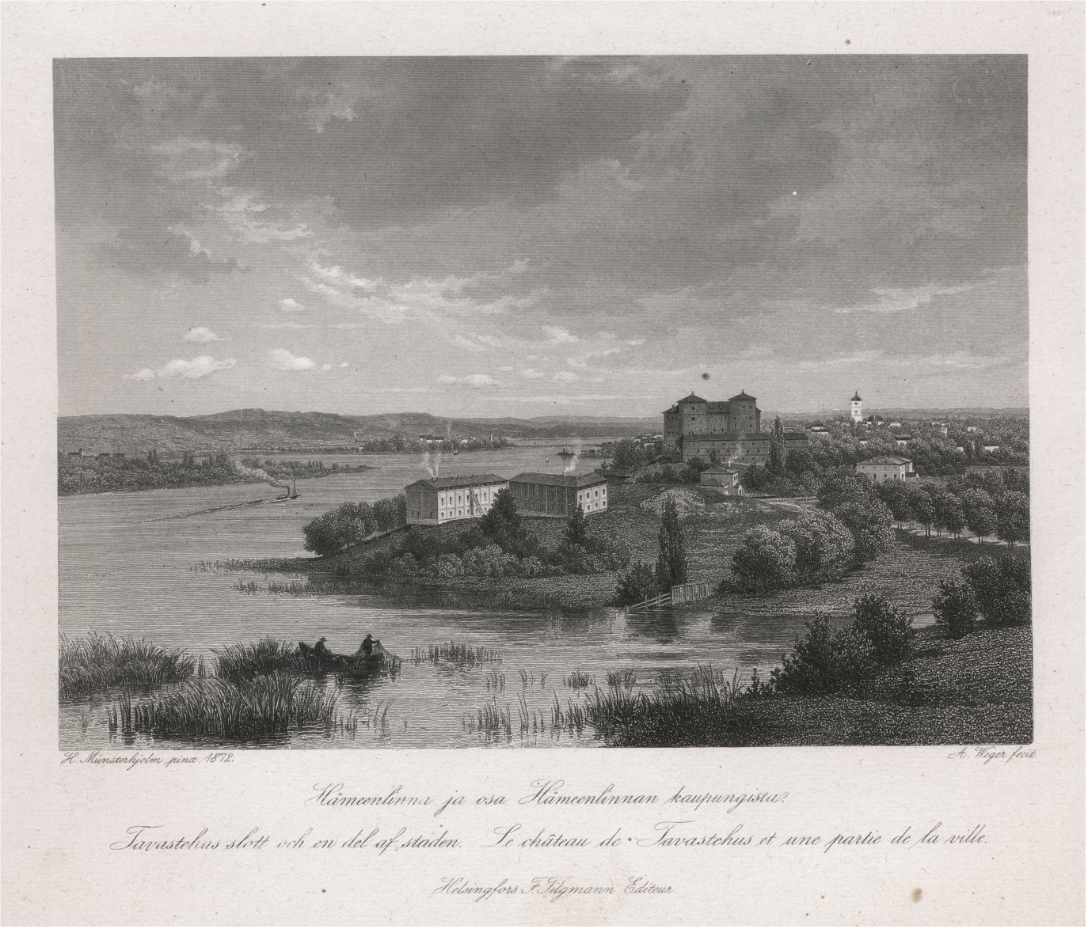 H. Munsterhjelm pinx. 1872.
A. Weger fecit
Hämeenlinna ja osa Hämeenlinnan kaupungista.
Tavastehus slott och en del af staden. Le château de Tavastehus et une partie de la ville.
Helsingfors F. Tilgmann Editeur